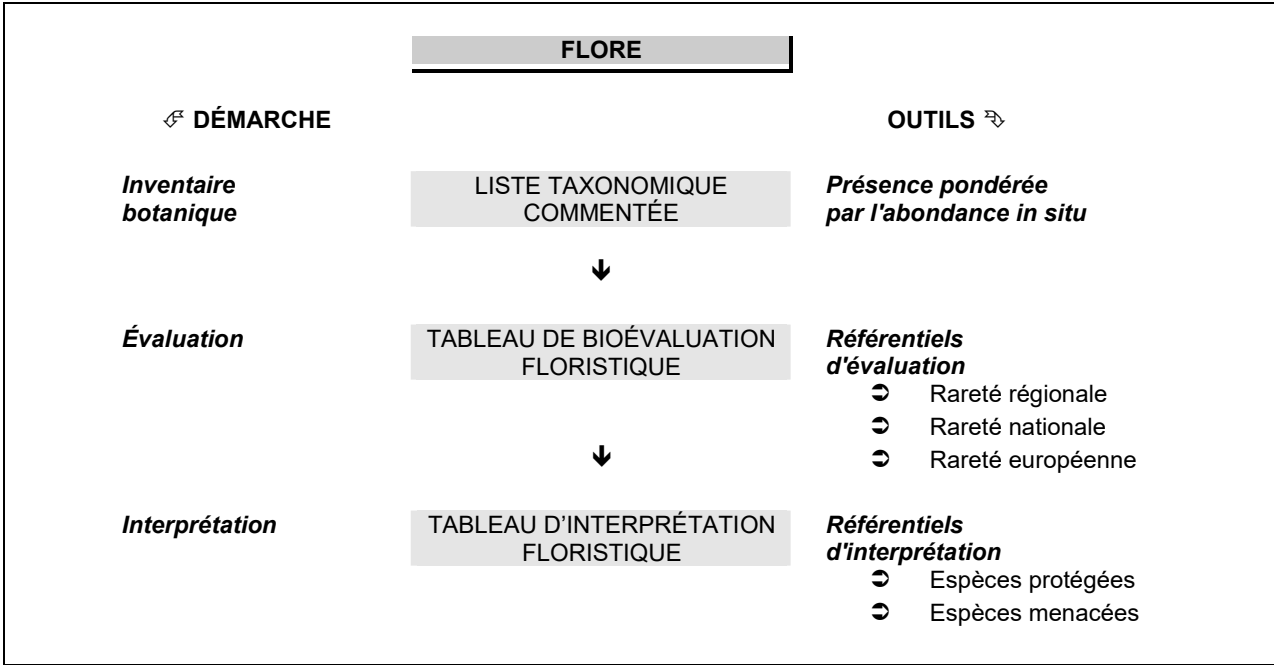 FLORE
DÉMARCHE
OUTILS
Inventaire
botanique
LISTE TAXONOMIQUE
COMMENTÉE
Présence pondérée
par l'abondance in situ
Évaluation
TABLEAU DE BIOÉVALUATION
FLORISTIQUE
Référentiels
d'évaluation
Rareté régionale
Rareté nationale
Rareté européenne
Interprétation
TABLEAU D'INTERPRÉTATION
FLORISTIQUE
Référentiels
d'interprétation
Espèces protégées
Espèces menacées